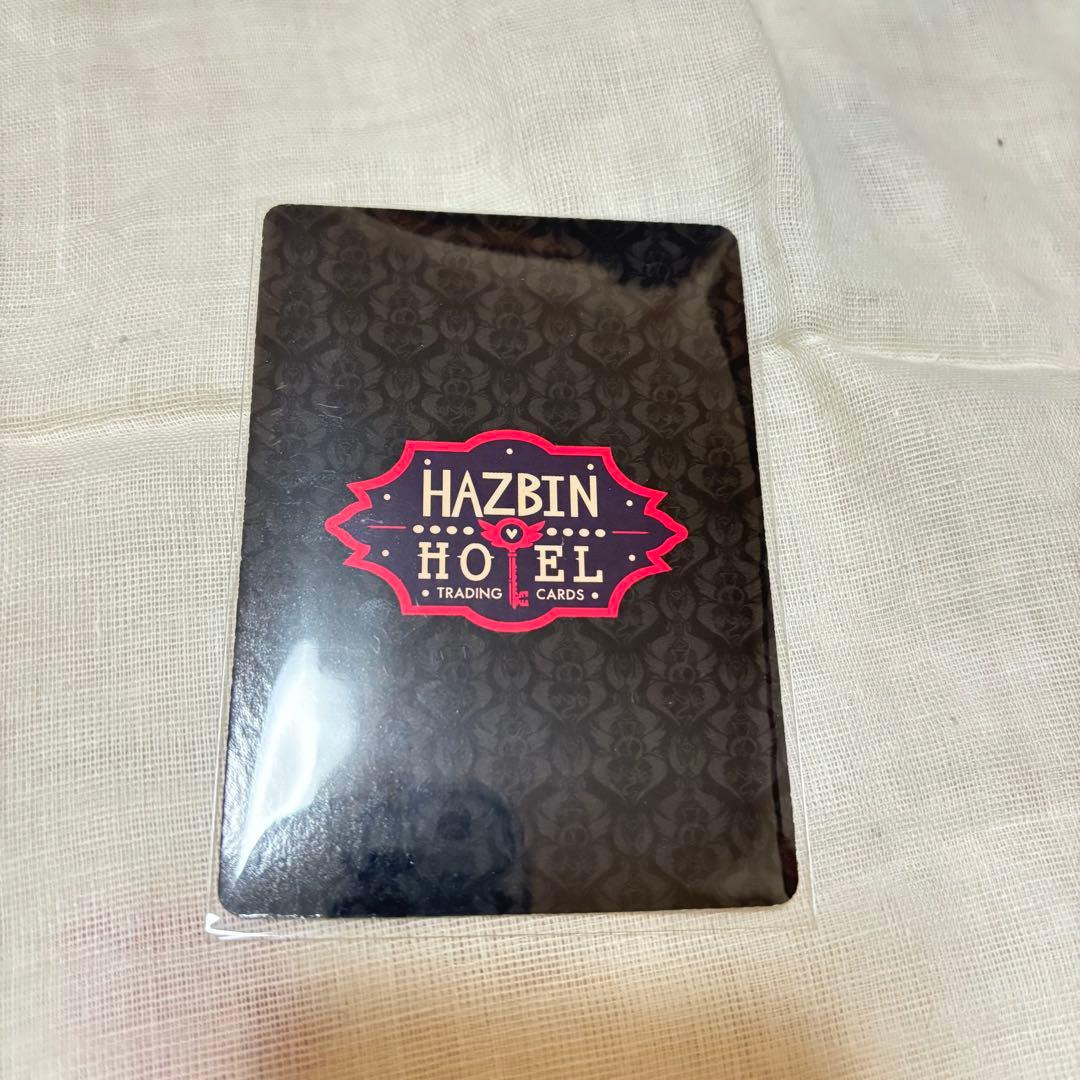 HAZBIN
HOTEL
• TRADING CARDS •